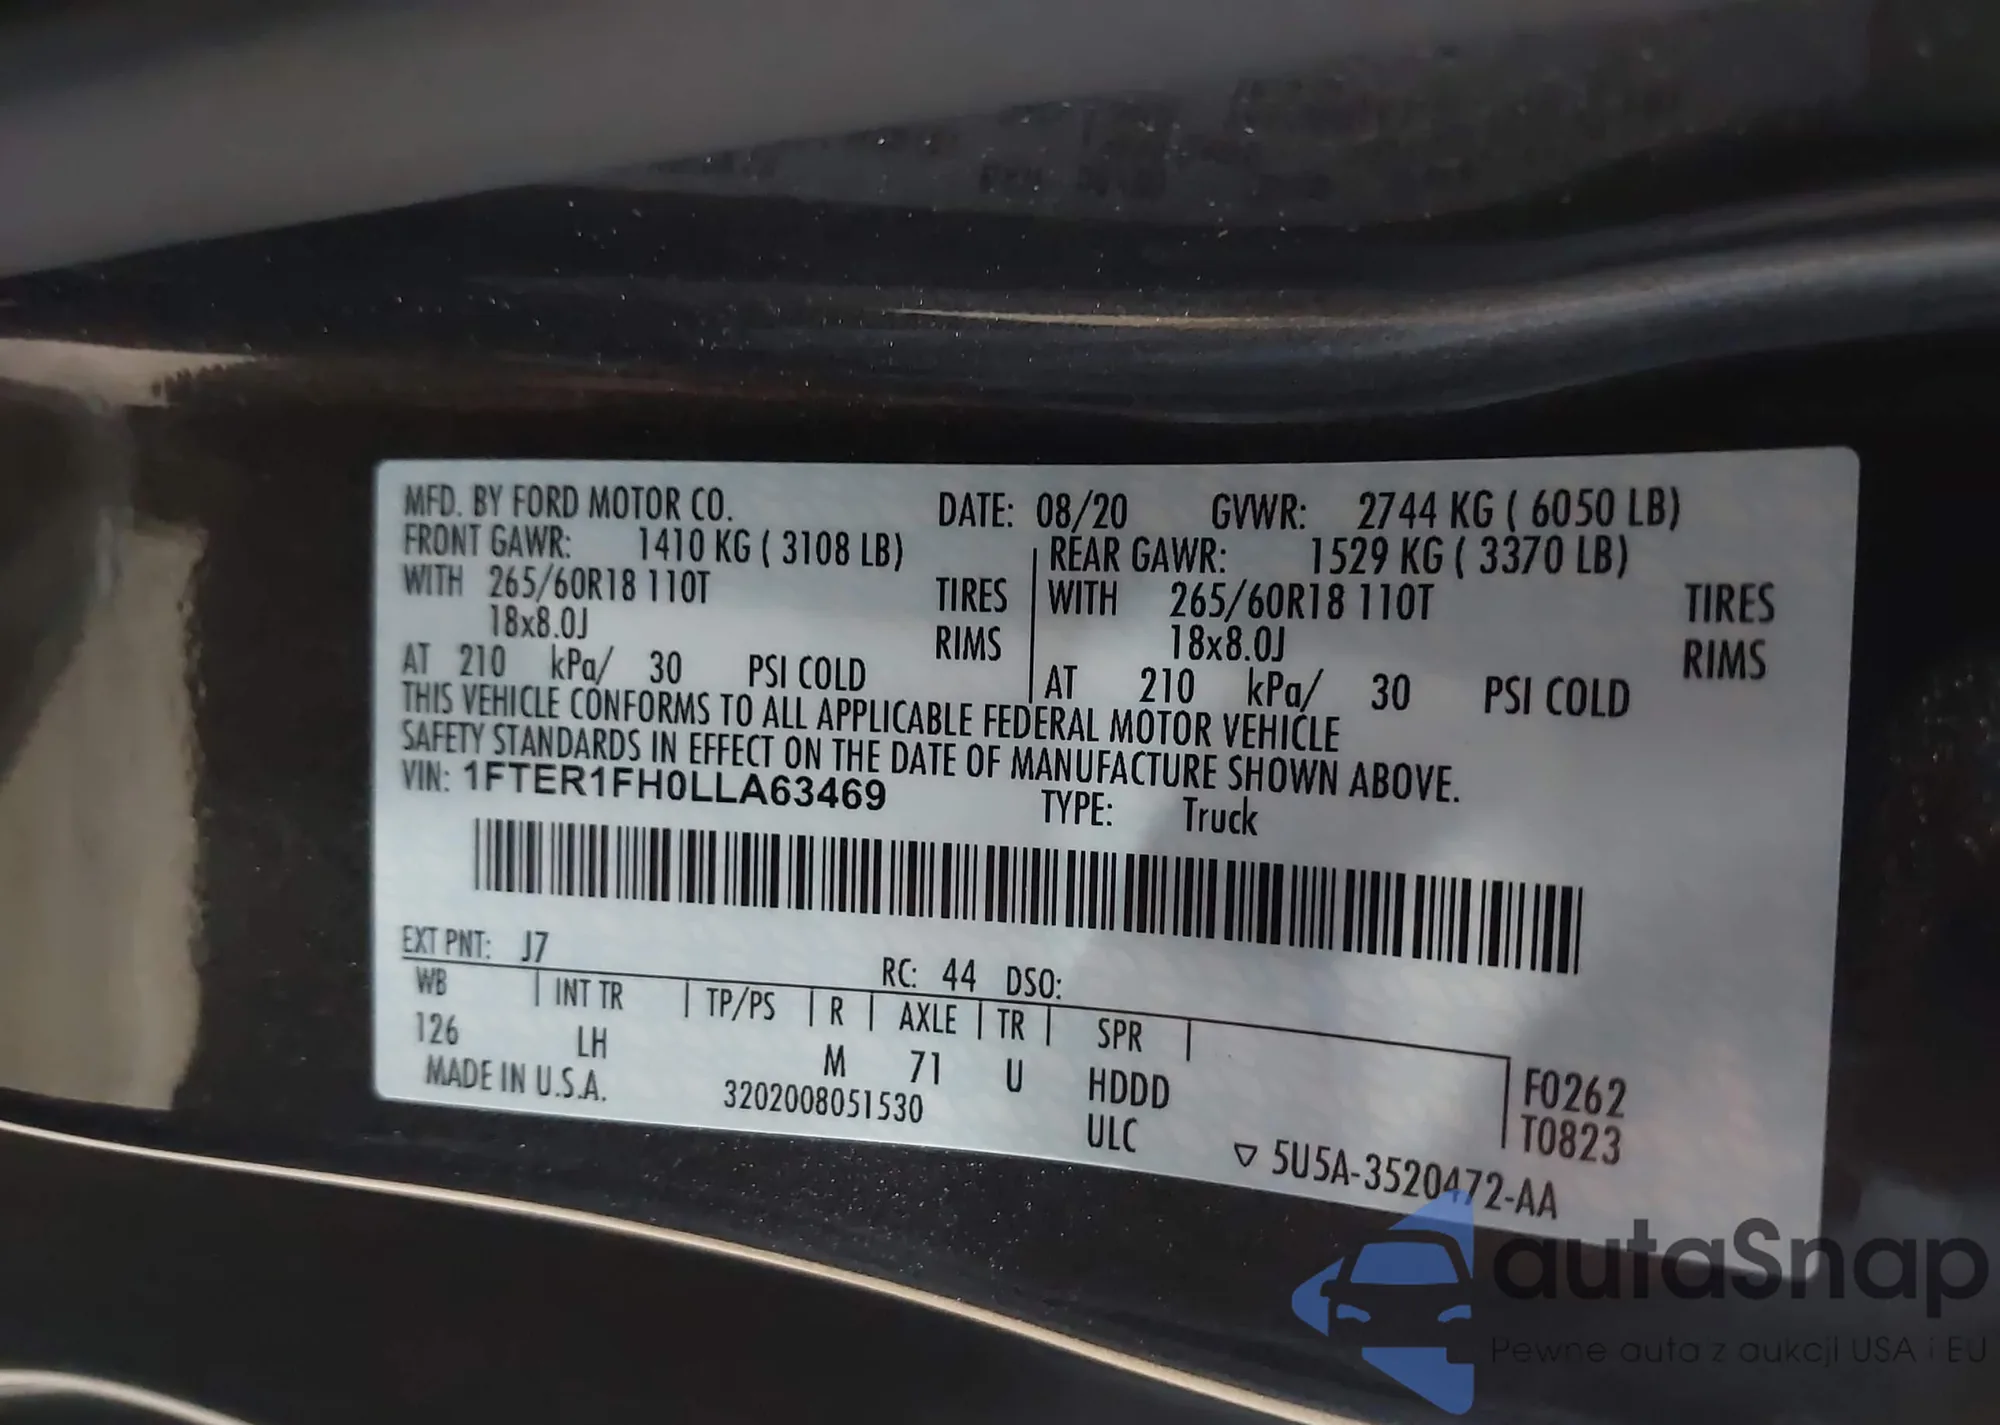 MFD. BY FORD MOTOR CO. DATE: 08/20 GVWR: 2744 KG ( 6050 LB)
FRONT GAWR: 1410 KG ( 3108 LB) REAR GAWR: 1529 KG ( 3370 LB)
WITH 265/60R18 110T TIRES WITH 265/60R18 110T TIRES
18x8.0J RIMS 18x8.0J RIMS
AT 210 kPa/ 30 PSI COLD AT 210 kPa/ 30 PSI COLD
THIS VEHICLE CONFORMS TO ALL APPLICABLE FEDERAL MOTOR VEHICLE
SAFETY STANDARDS IN EFFECT ON THE DATE OF MANUFACTURE SHOWN ABOVE.
VIN: 1FTER1FH0LLA63469 TYPE: Truck
EXT PNT: J7 RC: 44 DSO:
WB | INT TR | TP/PS | R | AXLE | TR | SPR |
126 LH M 71 U HDDD F0262
MADE IN U.S.A. 3202008051530 ULC T0823
5U5A-3520472-AA
autaSnap
Pewne auta z aukcji USA i EU